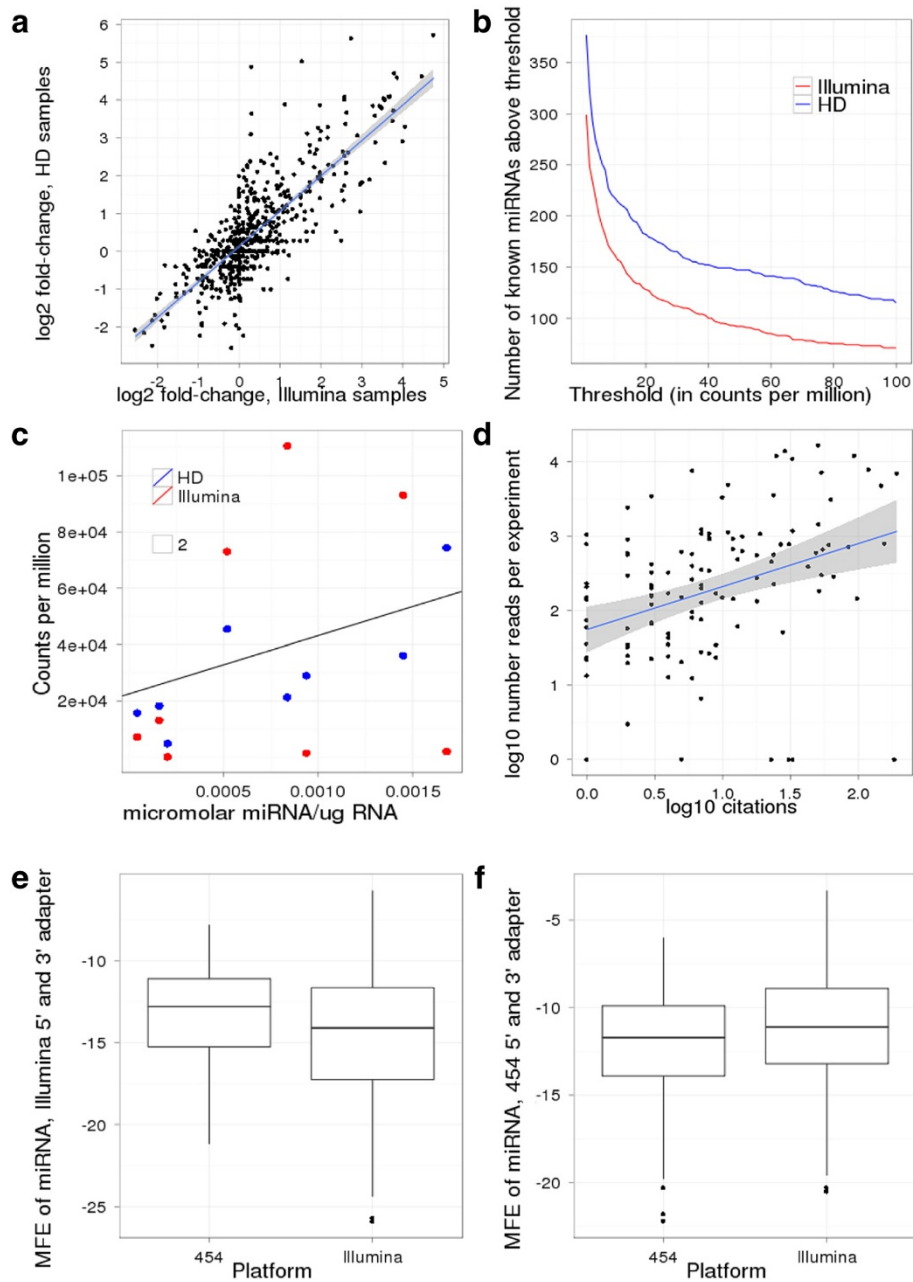 a
log2 fold-change, HD samples
6
5
4
3
2
1
0
-1
-2
-2 -1 0 1 2 3 4 5
log2 fold-change, Illumina samples
b
Number of known miRNAs above threshold
350
300
250
200
150
100
Illumina
HD
20 40 60 80 100
Threshold (in counts per million)
c
Counts per million
1e+05
8e+04
6e+04
4e+04
2e+04
HD
Illumina
2
0.0005 0.0010 0.0015
micromolar miRNA/ug RNA
d
log10 number reads per experiment
4
3
2
1
0
0.0 0.5 1.0 1.5 2.0
log10 citations
e
MFE of miRNA, Illumina 5' and 3' adapter
-10
-15
-20
-25
454 Illumina
Platform
f
MFE of miRNA, 454 5' and 3' adapter
-5
-10
-15
-20
454 Illumina
Platform